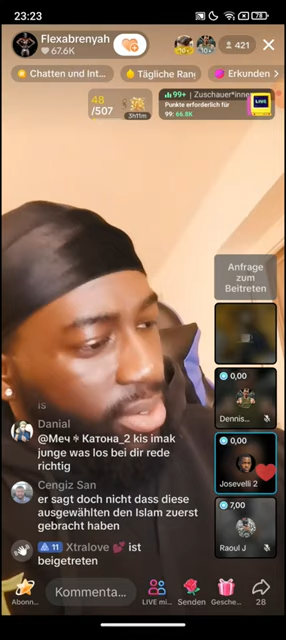 23:23
78
Flexabrenyah
67.6K
421
Chatten und Int...
Tägliche Rang
Erkunden >
48
/507
3h11m
99+ | Zuschauer*innen
Punkte erforderlich für
99: 66.8K
LIVE
Anfrage
zum
Beitreten
0,00
Dennis...
0,00
Josevelli 2
7,00
Raoul J
is
Danial
@Меч⚜Катона_2 kis imak
junge was los bei dir rede
richtig
Cengiz San
er sagt doch nicht dass diese
ausgewählten den Islam zuerst
gebracht haben
11 Xtralove 💕 ist
beigetreten
Abonn...
Kommenta...
LIVE mi...
Senden
Gesche...
28